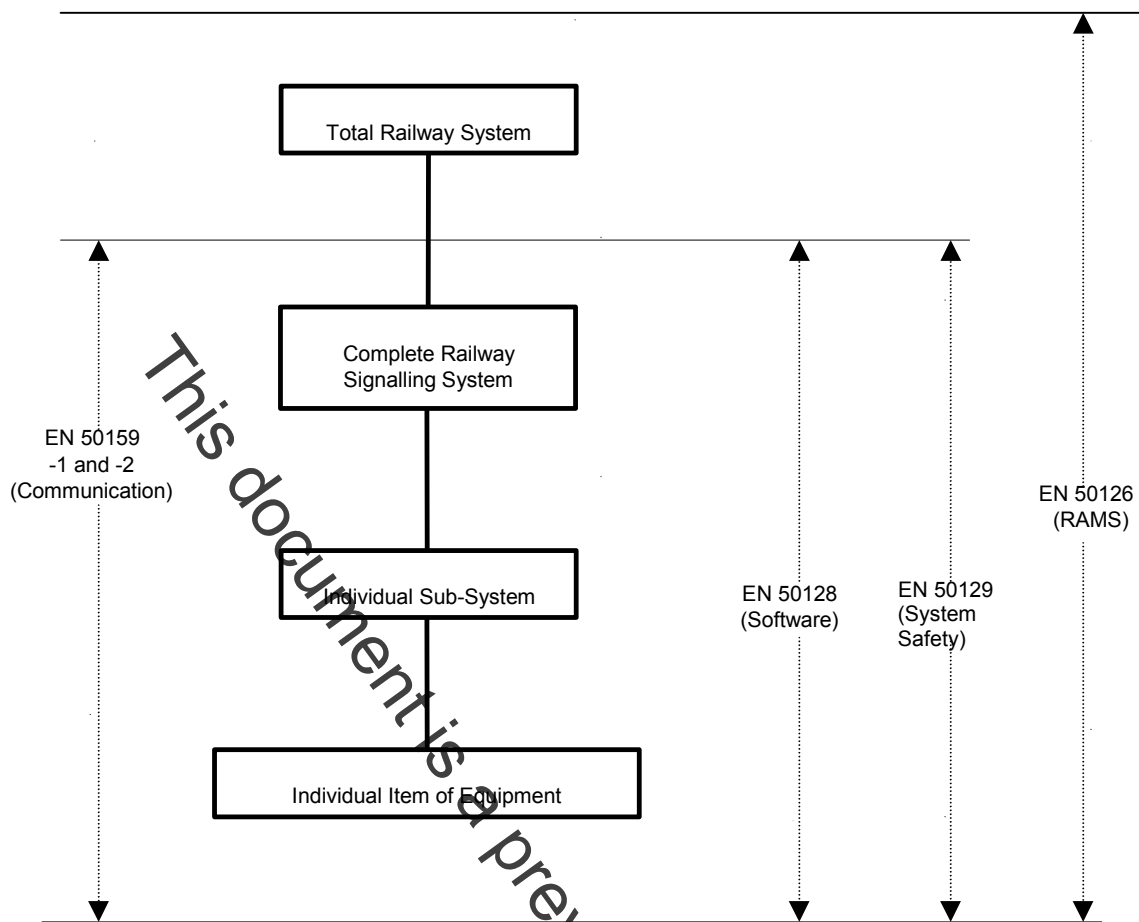 Total Railway System
Complete Railway
Signalling System
EN 50159
-1 and -2
(Communication)
EN 50126
(RAMS)
Individual Sub-System
EN 50128
(Software)
EN 50129
(System
Safety)
Individual Item of Equipment
This document is a prev